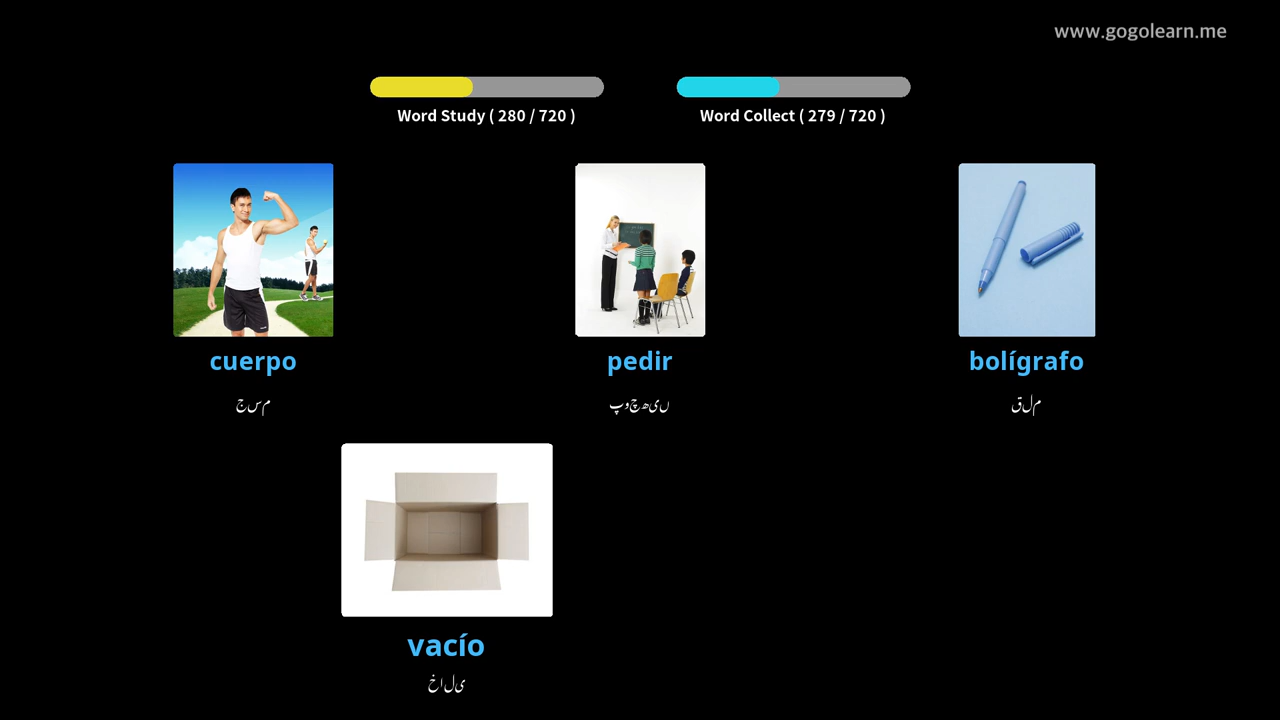 www.gogolearn.me
Word Study ( 280 / 720 )
Word Collect ( 279 / 720 )
cuerpo
pedir
bolígrafo
جسم
پوچھیں
قلم
vacío
خالی